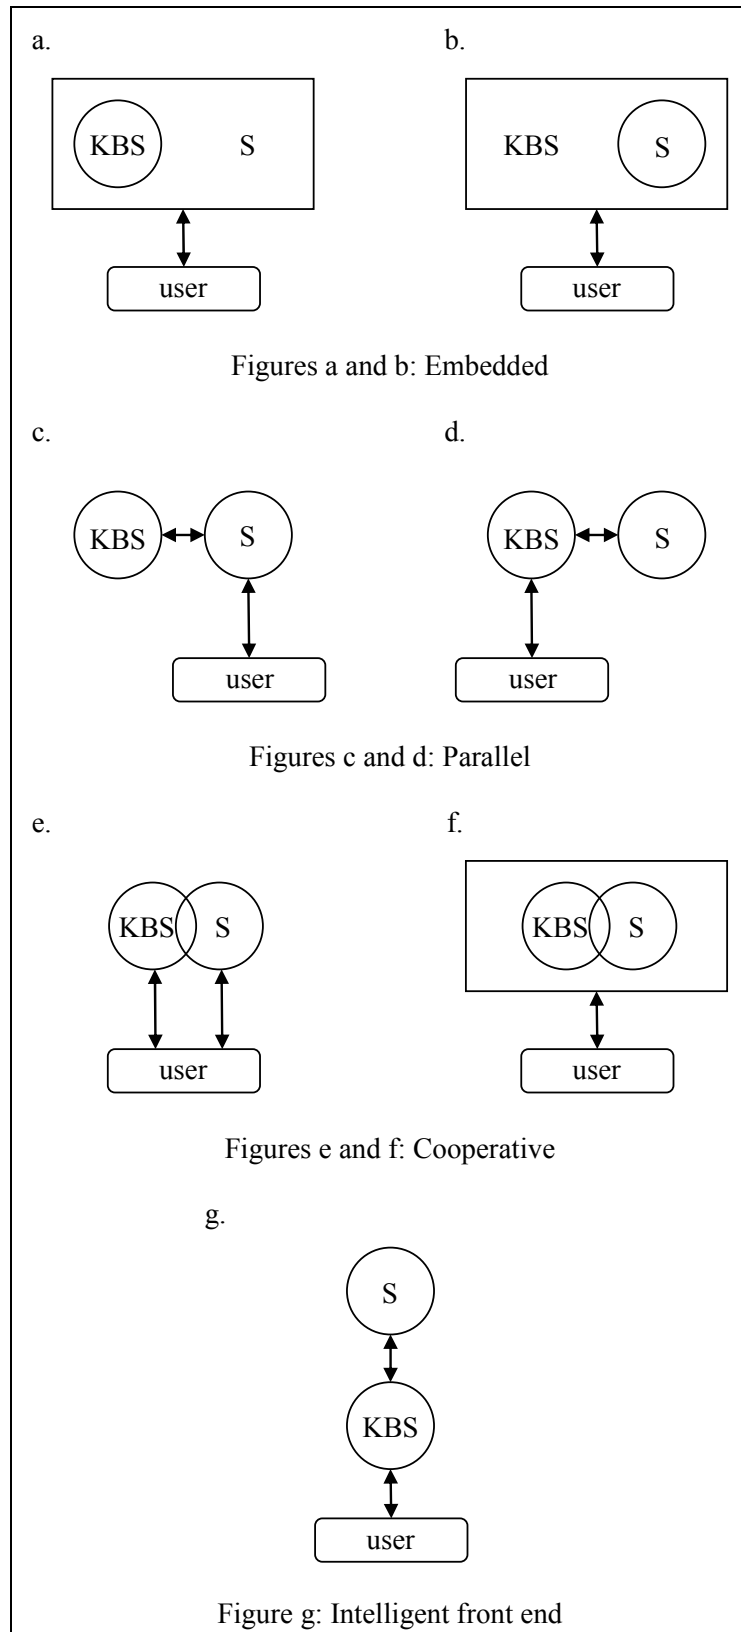 a. b.
KBS S KBS S
user user
Figures a and b: Embedded
c. d.
KBS S KBS S
user user
Figures c and d: Parallel
e. f.
KBS S KBS S
user user
Figures e and f: Cooperative
g.
S
KBS
user
Figure g: Intelligent front end